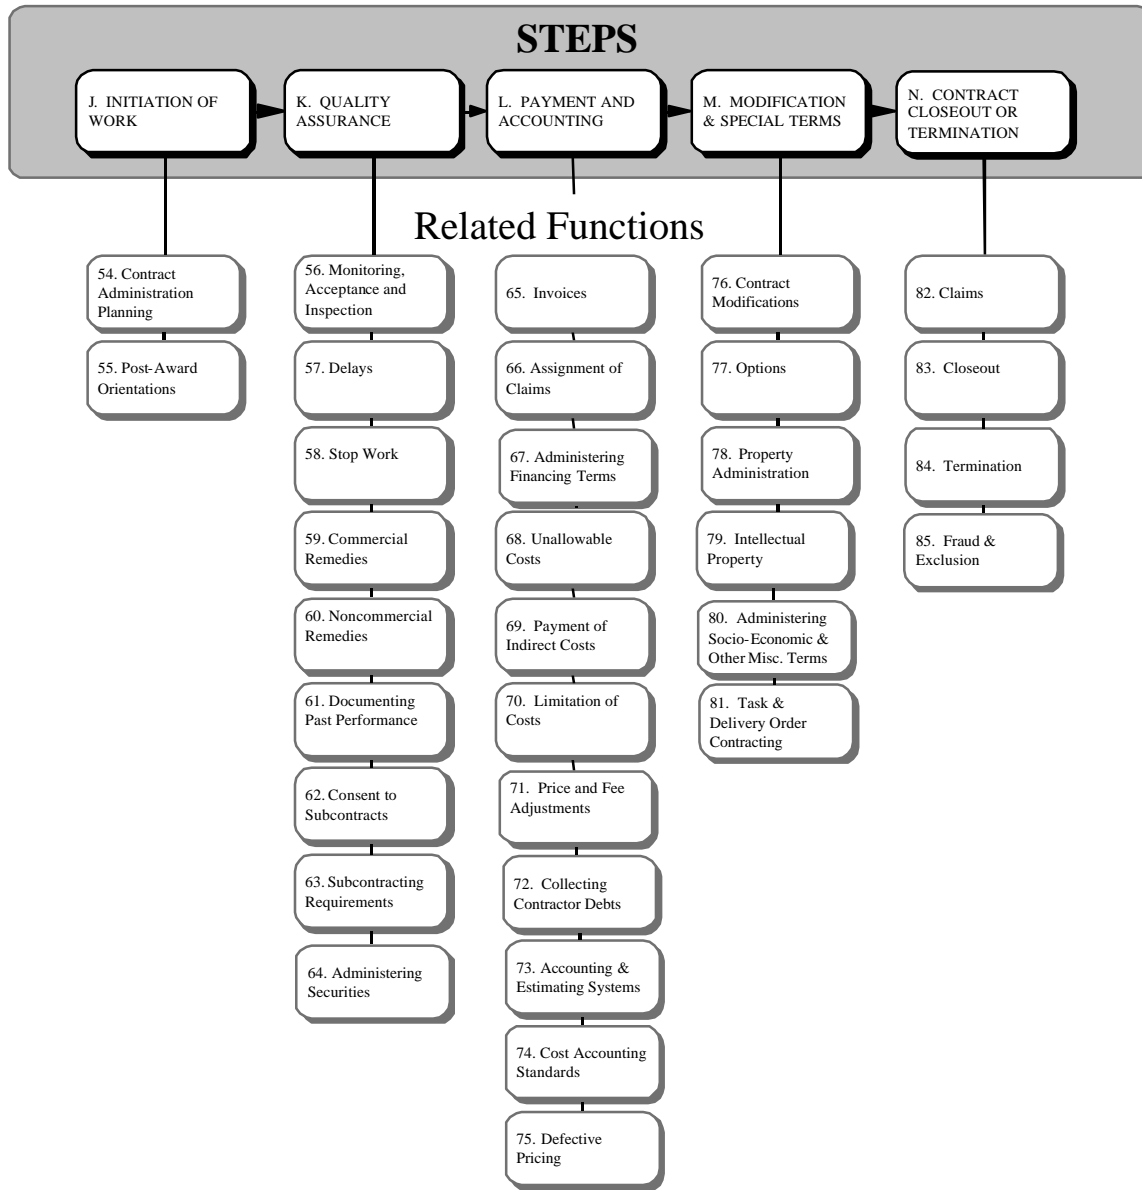 STEPS
J. INITIATION OF
WORK
K. QUALITY
ASSURANCE
L. PAYMENT AND
ACCOUNTING
M. MODIFICATION
& SPECIAL TERMS
N. CONTRACT
CLOSEOUT OR
TERMINATION
Related Functions
54. Contract
Administration
Planning
55. Post-Award
Orientations
56. Monitoring,
Acceptance and
Inspection
57. Delays
58. Stop Work
59. Commercial
Remedies
60. Noncommercial
Remedies
61. Documenting
Past Performance
62. Consent to
Subcontracts
63. Subcontracting
Requirements
64. Administering
Securities
65. Invoices
66. Assignment of
Claims
67. Administering
Financing Terms
68. Unallowable
Costs
69. Payment of
Indirect Costs
70. Limitation of
Costs
71. Price and Fee
Adjustments
72. Collecting
Contractor Debts
73. Accounting &
Estimating Systems
74. Cost Accounting
Standards
75. Defective
Pricing
76. Contract
Modifications
77. Options
78. Property
Administration
79. Intellectual
Property
80. Administering
Socio-Economic &
Other Misc. Terms
81. Task &
Delivery Order
Contracting
82. Claims
83. Closeout
84. Termination
85. Fraud &
Exclusion